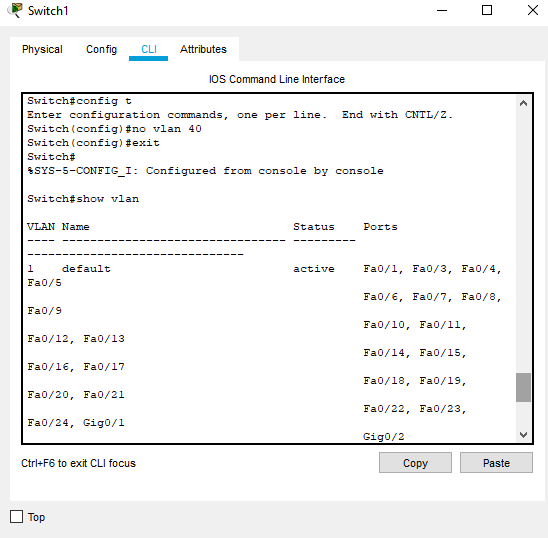 Switch1
Physical Config CLI Attributes
IOS Command Line Interface
Switch#config t
Enter configuration commands, one per line.  End with CNTL/Z.
Switch(config)#no vlan 40
Switch(config)#exit
Switch#
%SYS-5-CONFIG_I: Configured from console by console
Switch#show vlan
VLAN Name                             Status    Ports
---- -------------------------------- ---------
-------------------------------
1    default                          active    Fa0/1, Fa0/3, Fa0/4,
Fa0/5
                                                Fa0/6, Fa0/7, Fa0/8,
Fa0/9
                                                Fa0/10, Fa0/11,
Fa0/12, Fa0/13
                                                Fa0/14, Fa0/15,
Fa0/16, Fa0/17
                                                Fa0/18, Fa0/19,
Fa0/20, Fa0/21
                                                Fa0/22, Fa0/23,
Fa0/24, Gig0/1
                                                Gig0/2
Ctrl+F6 to exit CLI focus Copy Paste
Top